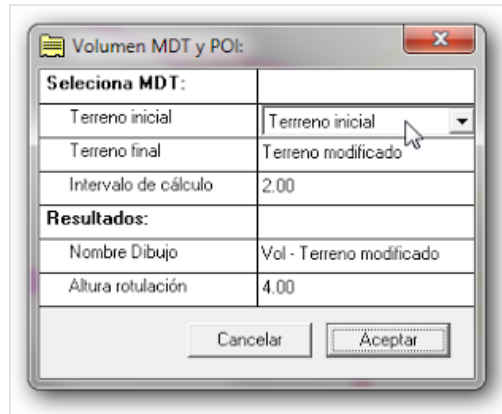 Volumen MDT y POI:
Seleciona MDT:
Terreno inicial Terrreno inicial
Terreno final Terreno modificado
Intervalo de cálculo 2.00
Resultados:
Nombre Dibujo Vol - Terreno modificado
Altura rotulación 4.00
Cancelar Aceptar